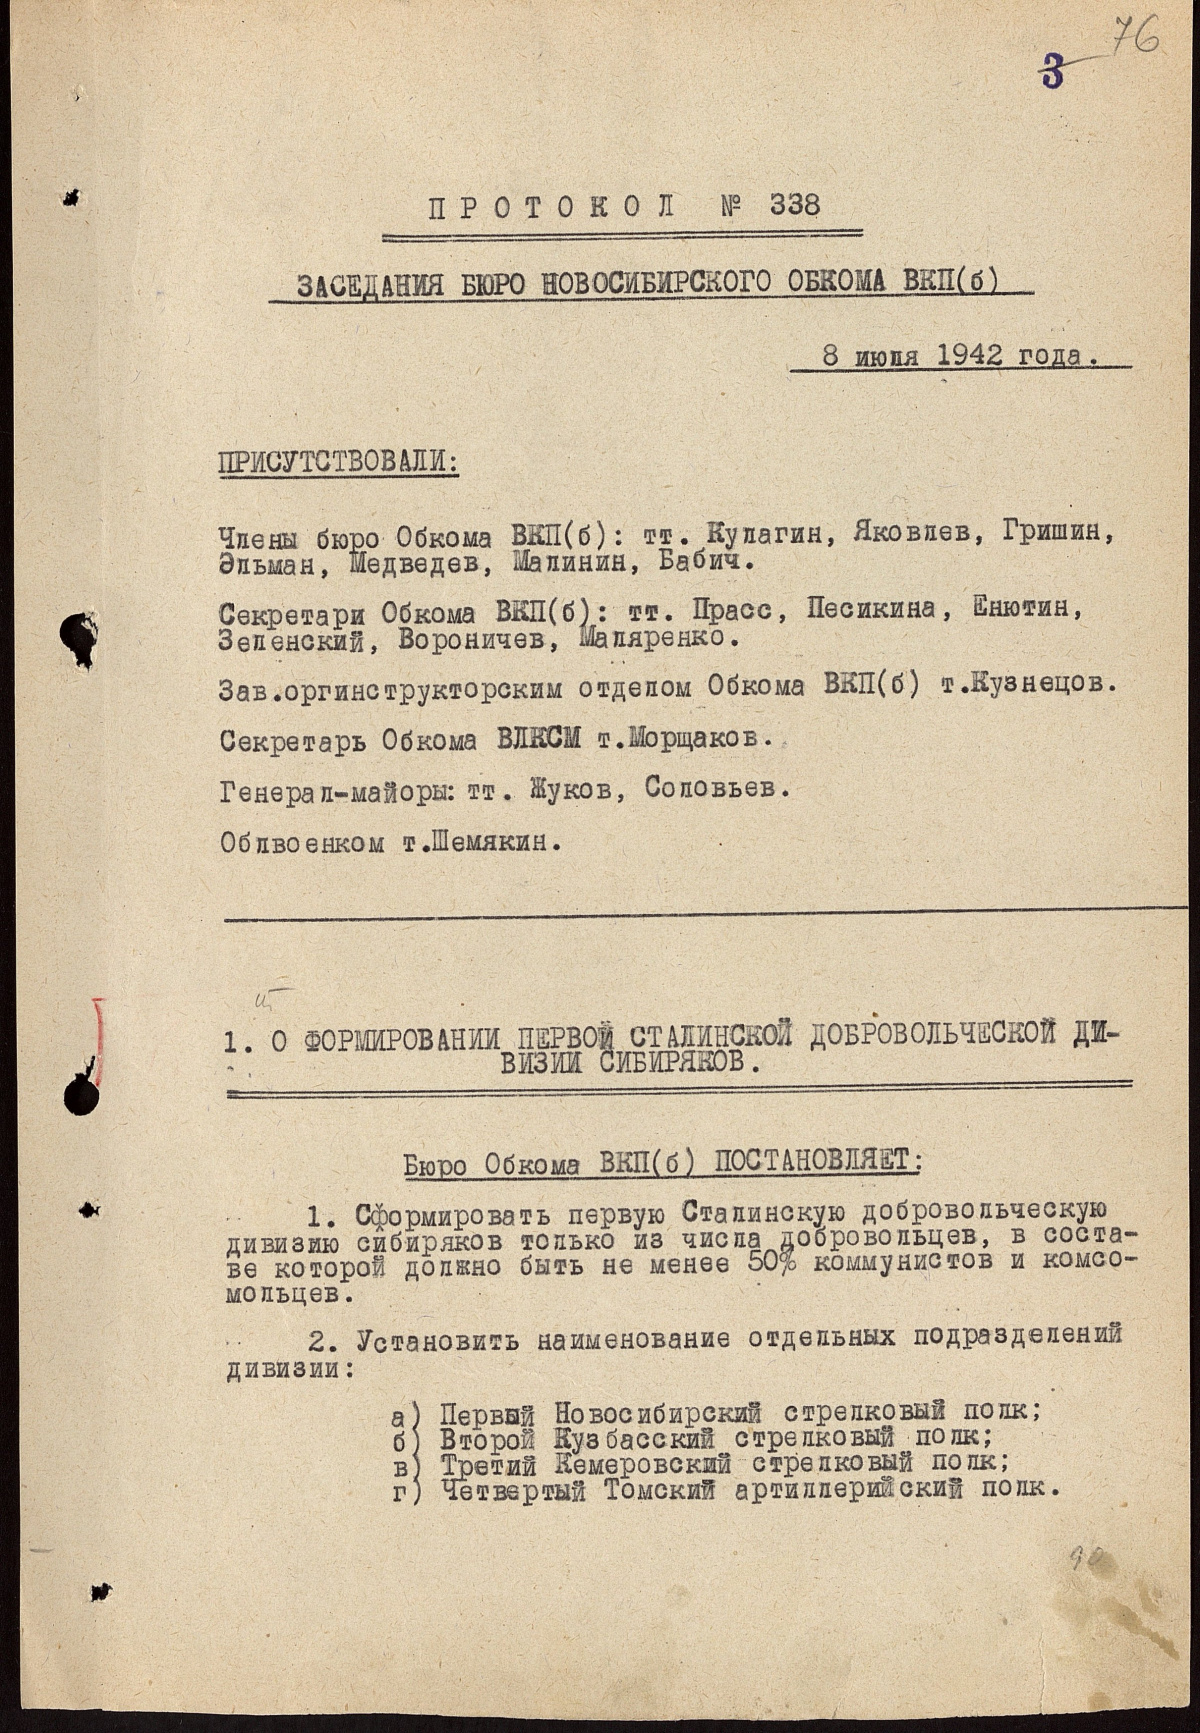 76
3
ПРОТОКОЛ № 338
ЗАСЕДАНИЯ БЮРО НОВОСИБИРСКОГО ОБКОМА ВКП(б)
8 июля 1942 года.
ПРИСУТСТВОВАЛИ:
Члены бюро Обкома ВКП(б): тт. Кулагин, Яковлев, Гришин,
Эльман, Медведев, Малинин, Бабич.
Секретари Обкома ВКП(б): тт. Прасс, Песикина, Енютин,
Зеленский, Вороничев, Маляренко.
Зав.оргинструкторским отделом Обкома ВКП(б) т.Кузнецов.
Секретарь Обкома ВЛКСМ т.Морщаков.
Генерал-майоры: тт. Жуков, Соловьев.
Облвоенком т.Шемякин.
1. О ФОРМИРОВАНИИ ПЕРВОЙ СТАЛИНСКОЙ ДОБРОВОЛЬЧЕСКОЙ ДИ-
ВИЗИИ СИБИРЯКОВ.
Бюро Обкома ВКП(б) ПОСТАНОВЛЯЕТ:
1. Сформировать первую Сталинскую добровольческую
дивизию сибиряков только из числа добровольцев, в соста-
ве которой должно быть не менее 50% коммунистов и комсо-
мольцев.
2. Установить наименование отдельных подразделений
дивизии:
а) Первый Новосибирский стрелковый полк;
б) Второй Кузбасский стрелковый полк;
в) Третий Кемеровский стрелковый полк;
г) Четвертый Томский артиллерийский полк.
90